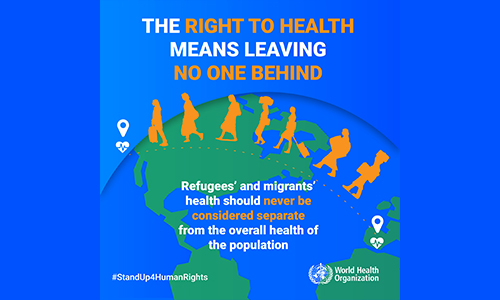 THE RIGHT TO HEALTH
MEANS LEAVING
NO ONE BEHIND
Refugees’ and migrants’
health should never be
considered separate
from the overall health of
the population
#StandUp4HumanRights
World Health
Organization